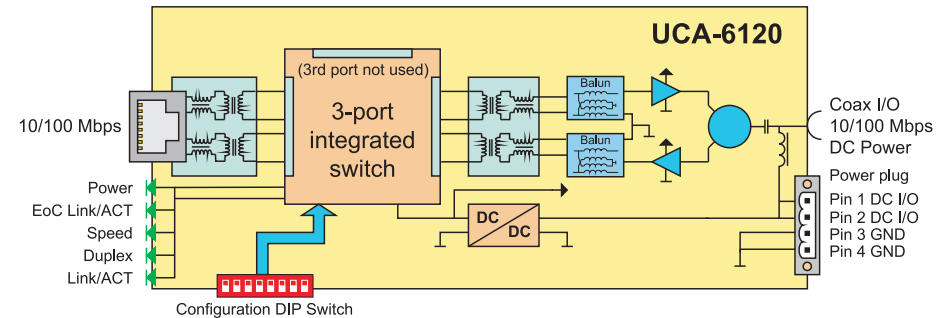 UCA-6120
(3rd port not used)
3-port
integrated
switch
Balun
Balun
10/100 Mbps
Coax I/O
10/100 Mbps
DC Power
Power plug
Pin 1 DC I/O
Pin 2 DC I/O
Pin 3 GND
Pin 4 GND
Power
EoC Link/ACT
Speed
Duplex
Link/ACT
DC
DC
Configuration DIP Switch